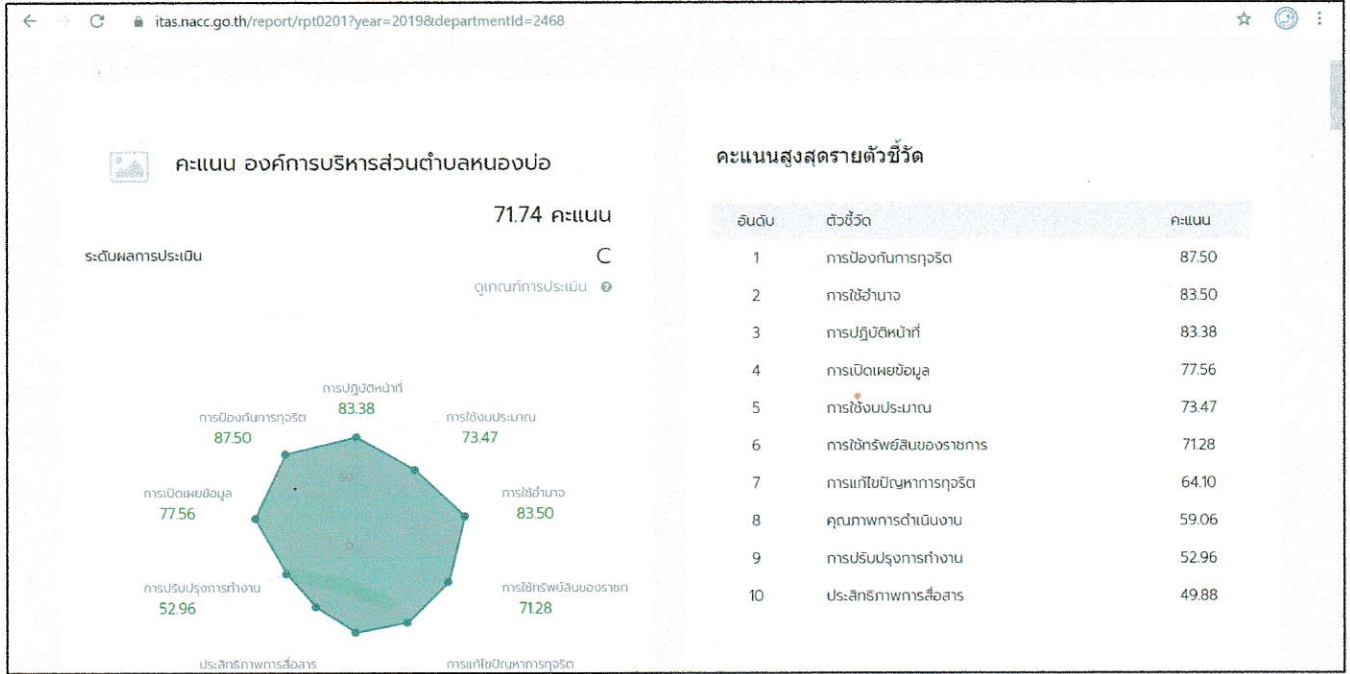 itas.nacc.go.th/report/rpt0201?year=2019&departmentId=2468
คะแนน องค์การบริหารส่วนตำบลหนองบ่อ
71.74 คะแนน
ระดับผลการประเมิน C
ดูเกณฑ์การประเมิน
การปฏิบัติหน้าที่
83.38
การป้องกันการทุจริต
87.50
การใช้งบประมาณ
73.47
50
การเปิดเผยข้อมูล
77.56
การใช้อำนาจ
83.50
0
การปรับปรุงการทำงาน
52.96
การใช้ทรัพย์สินของราชก
71.28
ประสิทธิภาพการสื่อสาร
การแก้ไขปัญหาการทุจริต
คะแนนสูงสุดรายตัวชี้วัด
อันดับ ตัวชี้วัด คะแนน
1 การป้องกันการทุจริต 87.50
2 การใช้อำนาจ 83.50
3 การปฏิบัติหน้าที่ 83.38
4 การเปิดเผยข้อมูล 77.56
5 การใช้งบประมาณ 73.47
6 การใช้ทรัพย์สินของราชการ 71.28
7 การแก้ไขปัญหาการทุจริต 64.10
8 คุณภาพการดำเนินงาน 59.06
9 การปรับปรุงการทำงาน 52.96
10 ประสิทธิภาพการสื่อสาร 49.88